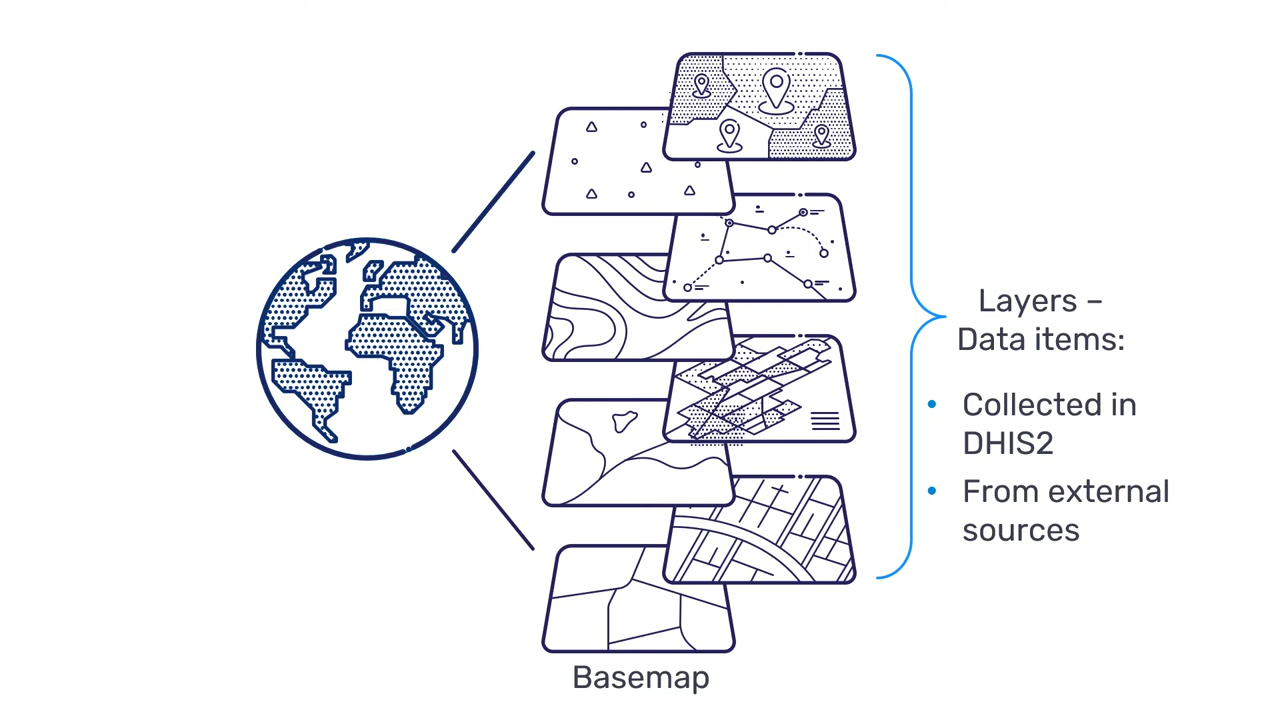 Layers –
Data items:
• Collected in
DHIS2
• From external
sources
Basemap